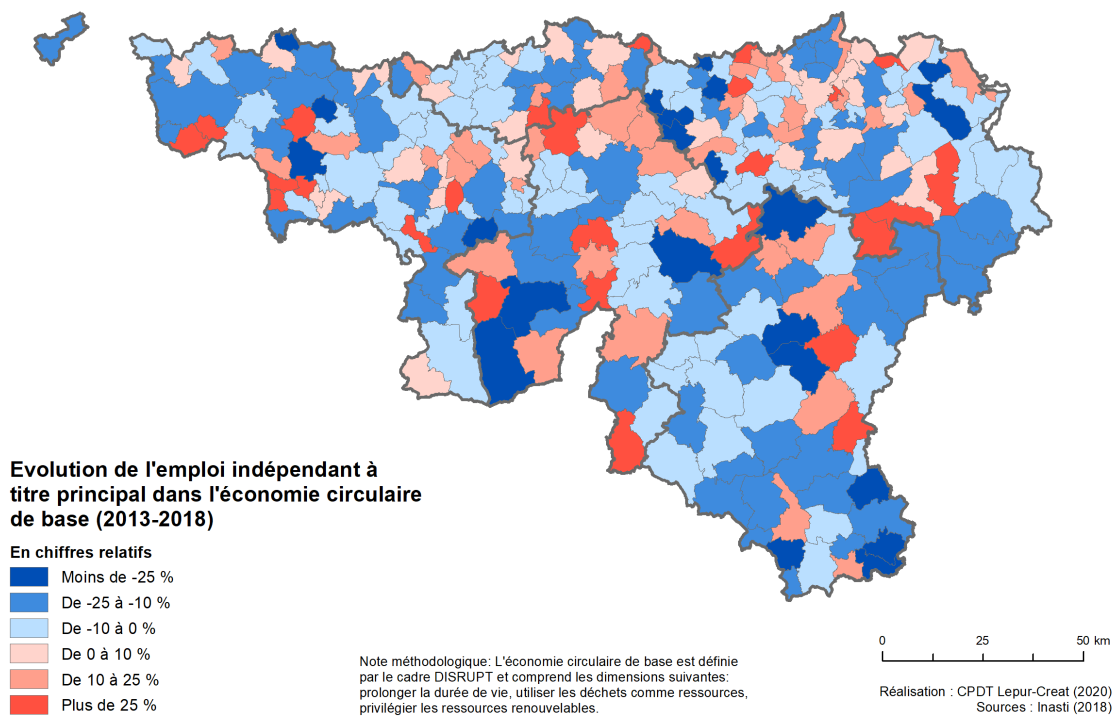 Evolution de l'emploi indépendant à
titre principal dans l'économie circulaire
de base (2013-2018)
En chiffres relatifs
Moins de -25 %
De -25 à -10 %
De -10 à 0 %
De 0 à 10 %
De 10 à 25 %
Plus de 25 %
Note méthodologique: L'économie circulaire de base est définie
par le cadre DISRUPT et comprend les dimensions suivantes:
prolonger la durée de vie, utiliser les déchets comme ressources,
privilégier les ressources renouvelables.
0 25 50 km
Réalisation : CPDT Lepur-Creat (2020)
Sources : Inasti (2018)